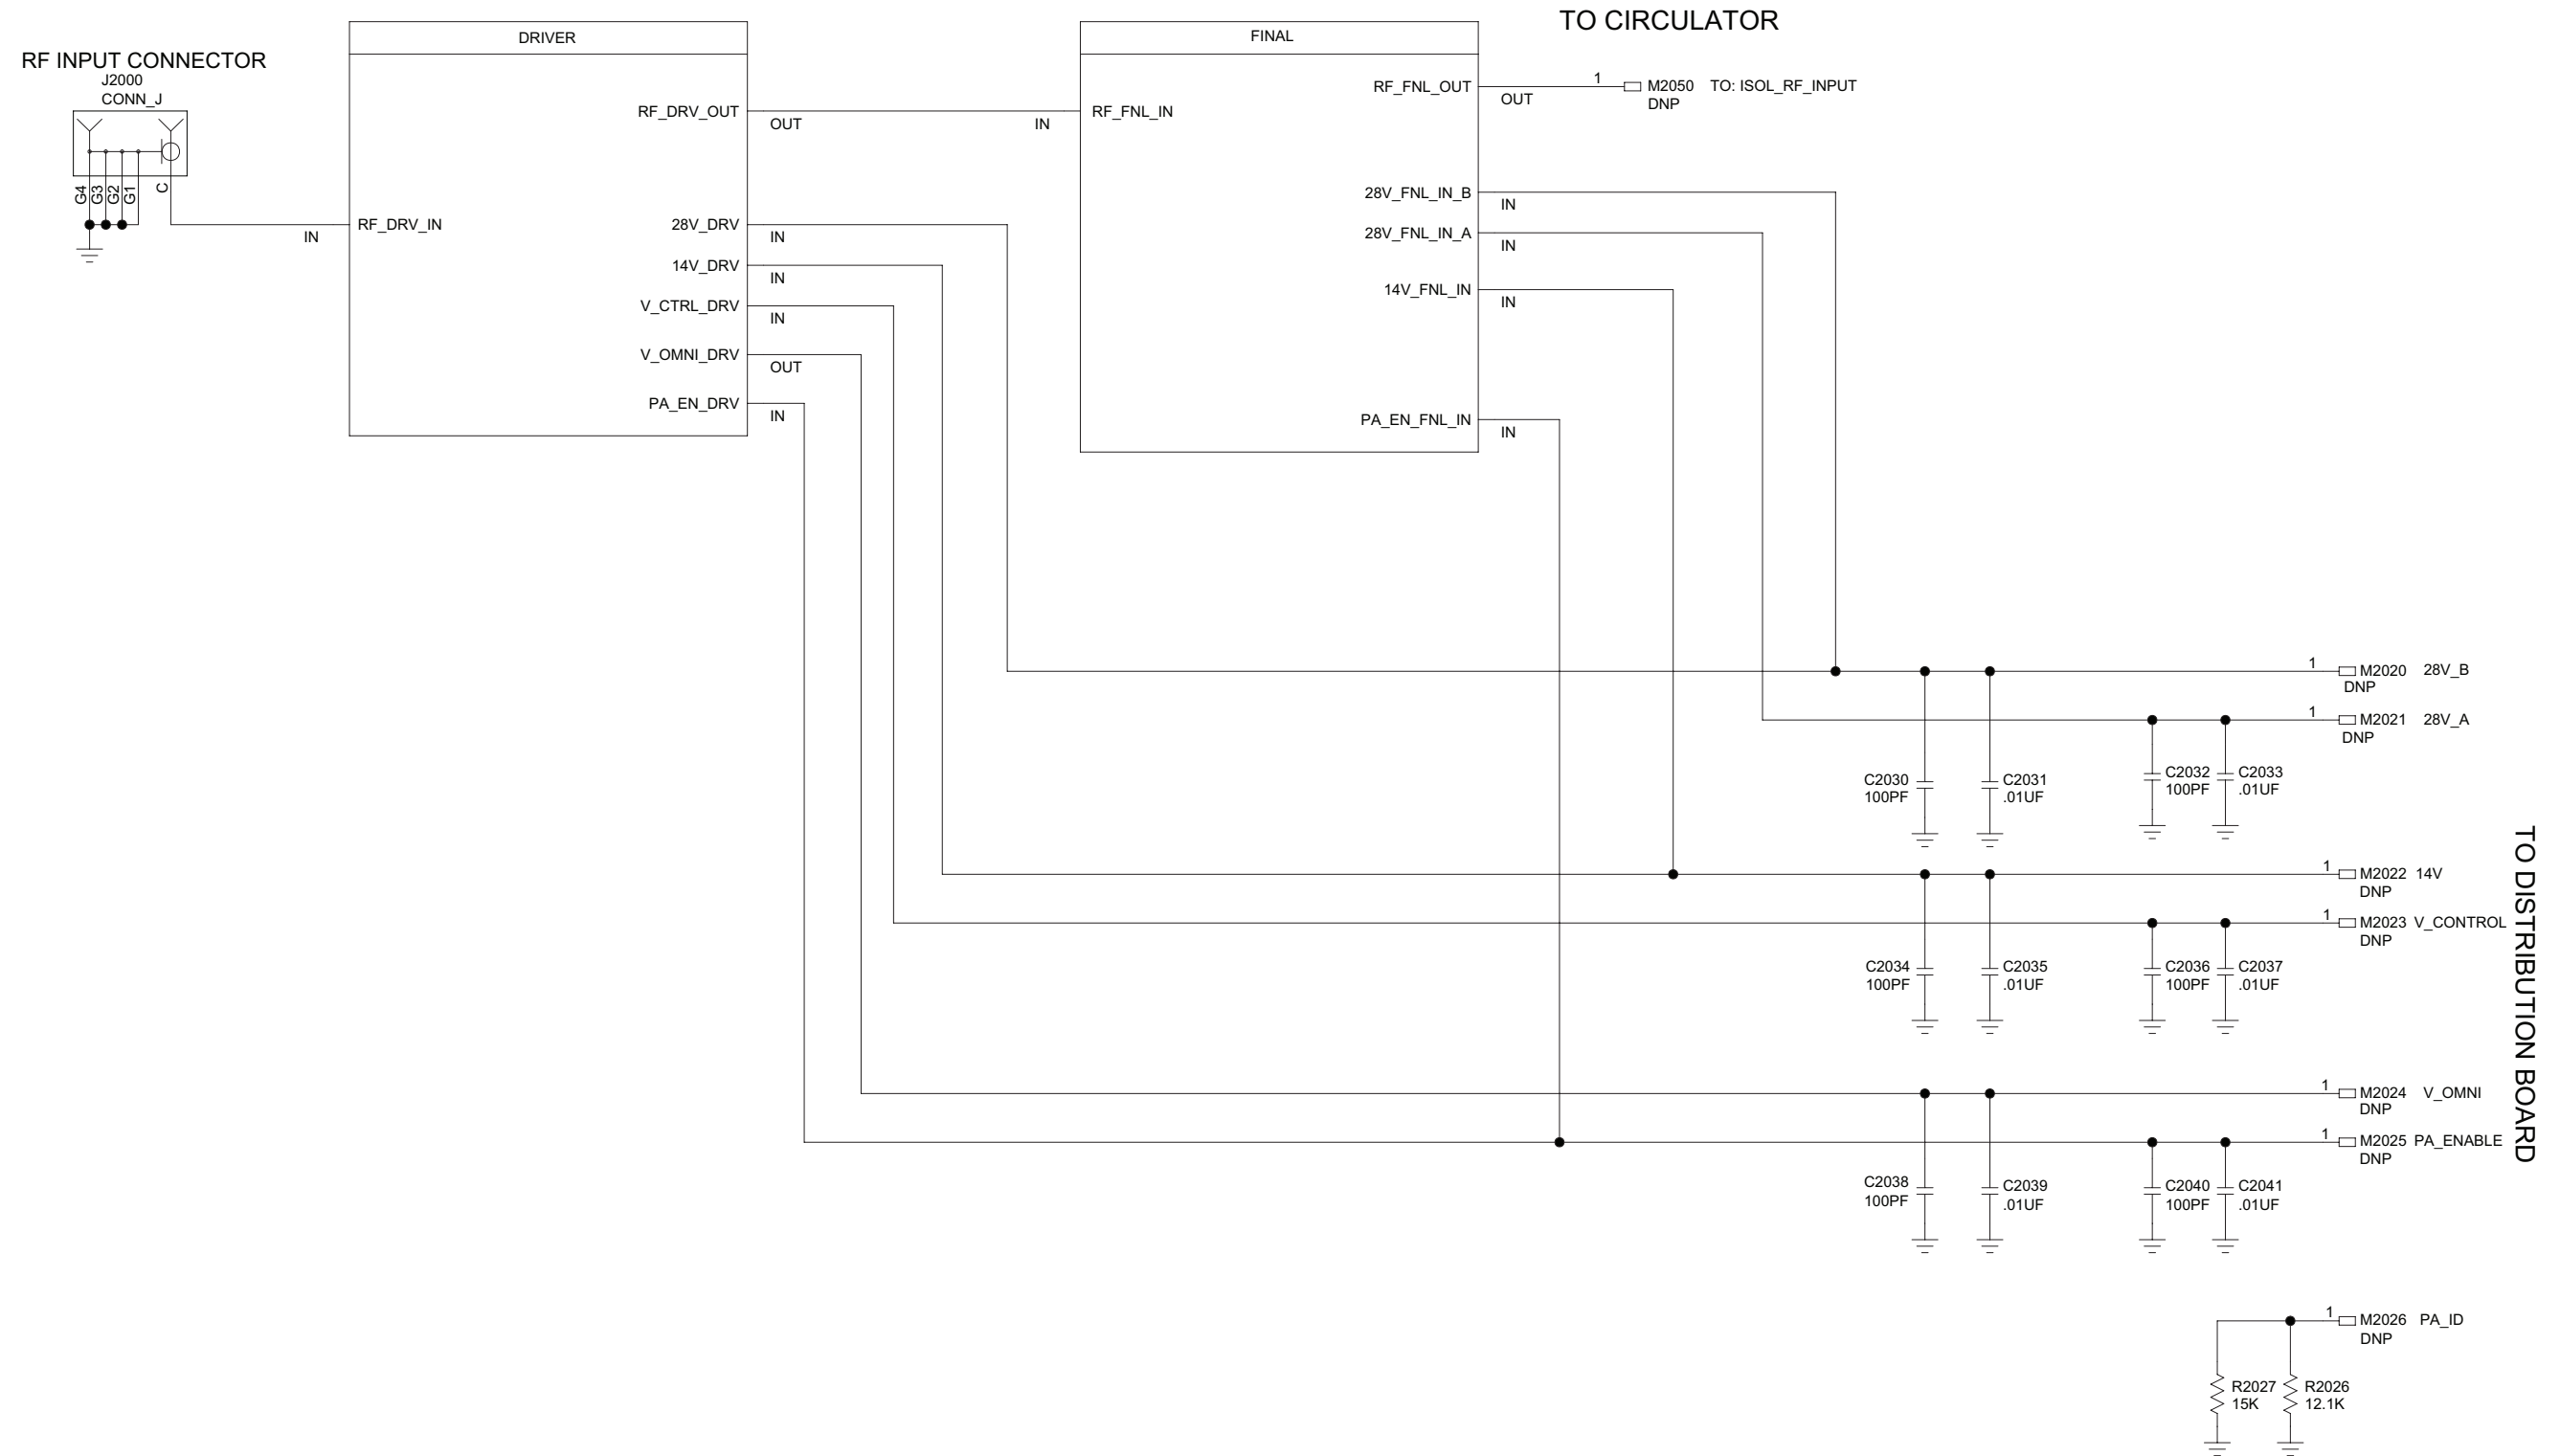 TO CIRCULATOR
RF INPUT CONNECTOR
J2000
CONN_J
G4
G3
G2
G1
C
IN
DRIVER
RF_DRV_IN
RF_DRV_OUT
OUT
28V_DRV
IN
14V_DRV
IN
V_CTRL_DRV
IN
V_OMNI_DRV
OUT
PA_EN_DRV
IN
FINAL
IN
RF_FNL_IN
RF_FNL_OUT
OUT
1
M2050 TO: ISOL_RF_INPUT
DNP
28V_FNL_IN_B
IN
28V_FNL_IN_A
IN
14V_FNL_IN
IN
PA_EN_FNL_IN
IN
1
M2020 28V_B
DNP
1
M2021 28V_A
DNP
C2030
100PF
C2031
.01UF
C2032
100PF
C2033
.01UF
1
M2022 14V
DNP
1
M2023 V_CONTROL
DNP
C2034
100PF
C2035
.01UF
C2036
100PF
C2037
.01UF
TO DISTRIBUTION BOARD
1
M2024 V_OMNI
DNP
1
M2025 PA_ENABLE
DNP
C2038
100PF
C2039
.01UF
C2040
100PF
C2041
.01UF
1
M2026 PA_ID
DNP
R2027
15K
R2026
12.1K